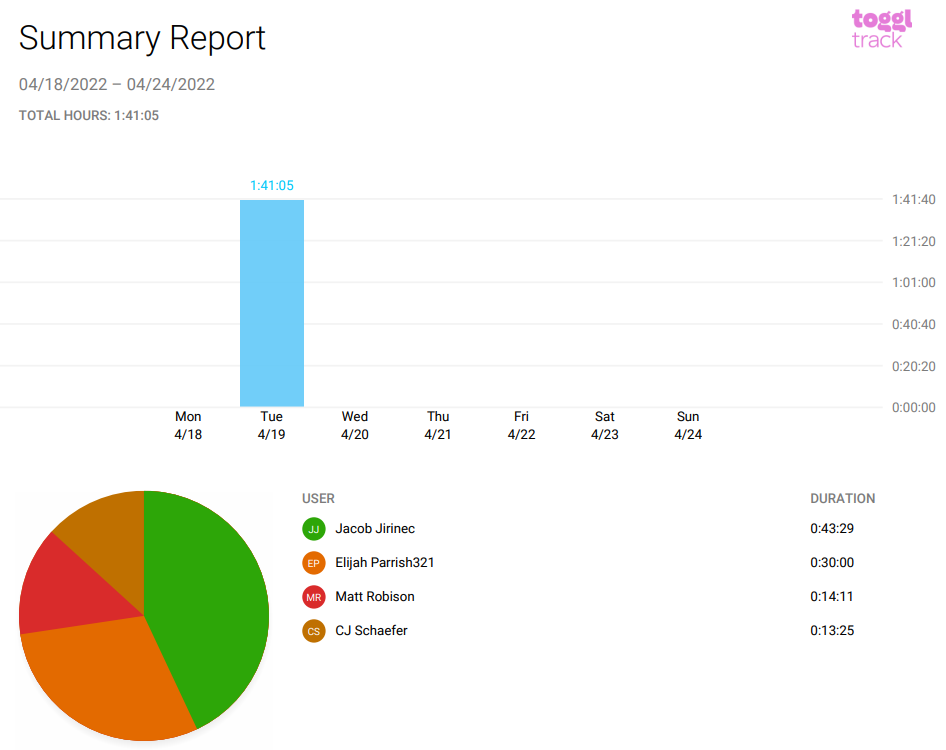 Summary Report
toggl
track
04/18/2022 – 04/24/2022
TOTAL HOURS: 1:41:05
1:41:05
1:41:40
1:21:20
1:01:00
0:40:40
0:20:20
0:00:00
Mon Tue Wed Thu Fri Sat Sun
4/18 4/19 4/20 4/21 4/22 4/23 4/24
USER DURATION
JJ Jacob Jirinec 0:43:29
EP Elijah Parrish321 0:30:00
MR Matt Robison 0:14:11
CS CJ Schaefer 0:13:25